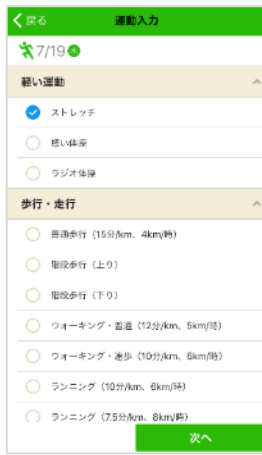 戻る 運動入力
7/19 水
軽い運動
ストレッチ
軽い体操
ラジオ体操
歩行・走行
普通歩行（15分/km、4km/時）
階段歩行（上り）
階段歩行（下り）
ウォーキング・普通（12分/km、5km/時）
ウォーキング・速歩（10分/km、6km/時）
ランニング（10分/km、6km/時）
ランニング（7.5分/km、8km/時）
次へ